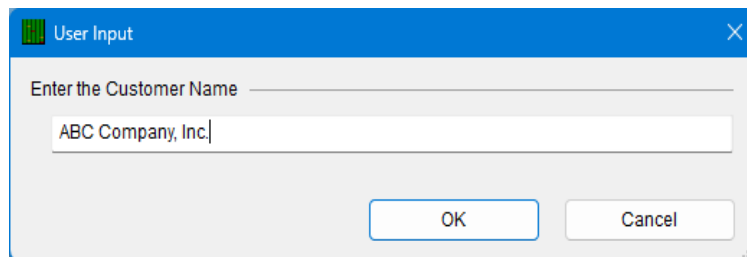 User Input
Enter the Customer Name
ABC Company, Inc.
OK Cancel